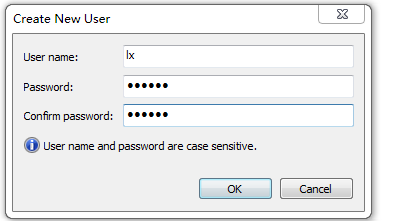 Create New User
User name: lx
Password: ●●●●●●
Confirm password: ●●●●●●
User name and password are case sensitive.
OK Cancel